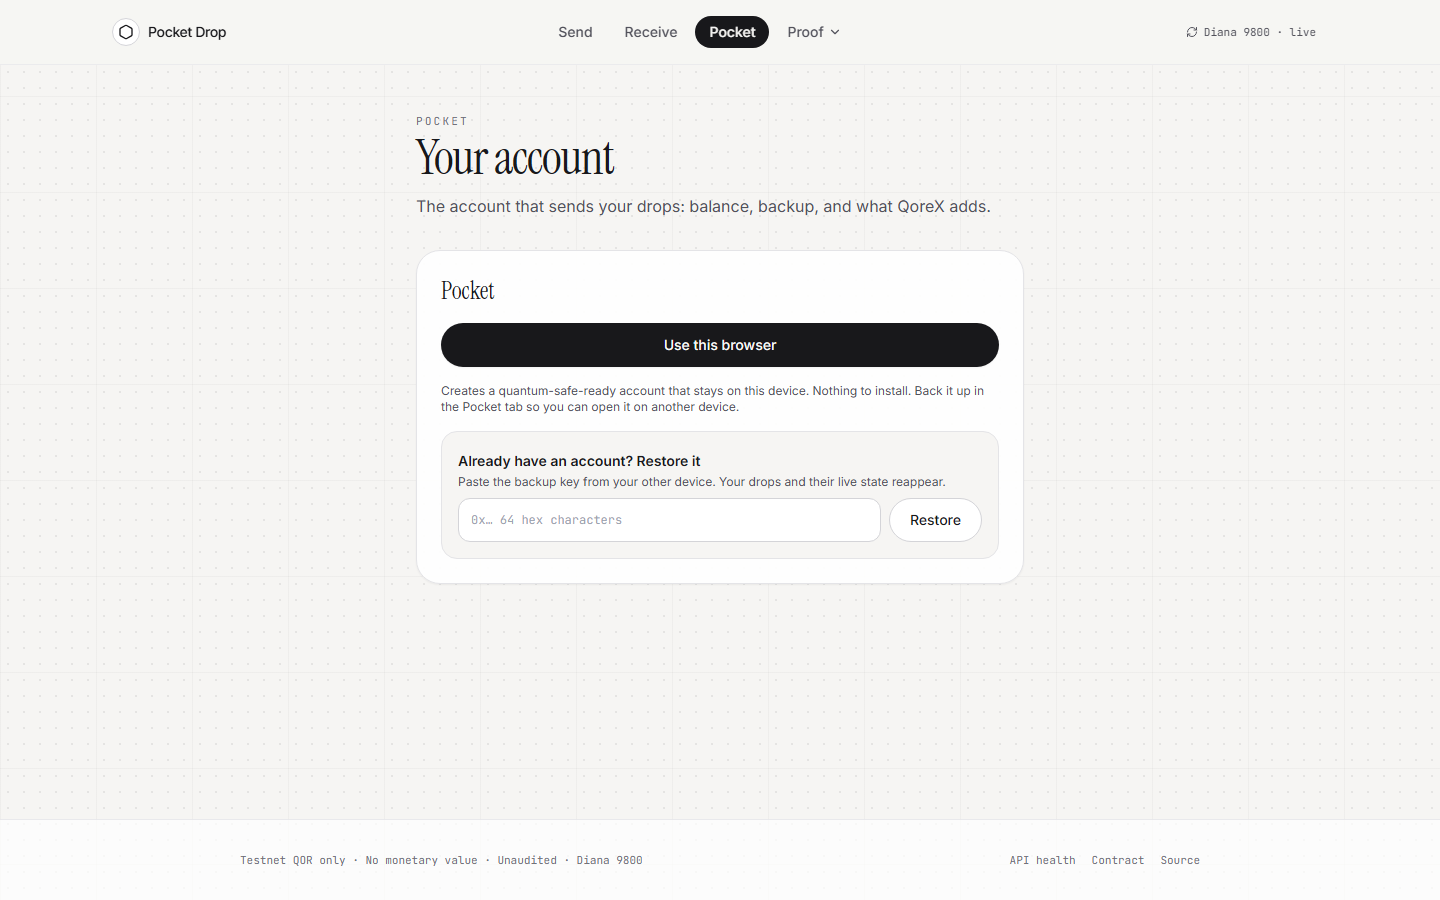 Pocket Drop
Send
Receive
Pocket
Proof
Diana 9800 · live
POCKET
Your account
The account that sends your drops: balance, backup, and what QoreX adds.
Pocket
Use this browser
Creates a quantum-safe-ready account that stays on this device. Nothing to install. Back it up in
the Pocket tab so you can open it on another device.
Already have an account? Restore it
Paste the backup key from your other device. Your drops and their live state reappear.
0x… 64 hex characters
Restore
Testnet QOR only · No monetary value · Unaudited · Diana 9800
API health
Contract
Source